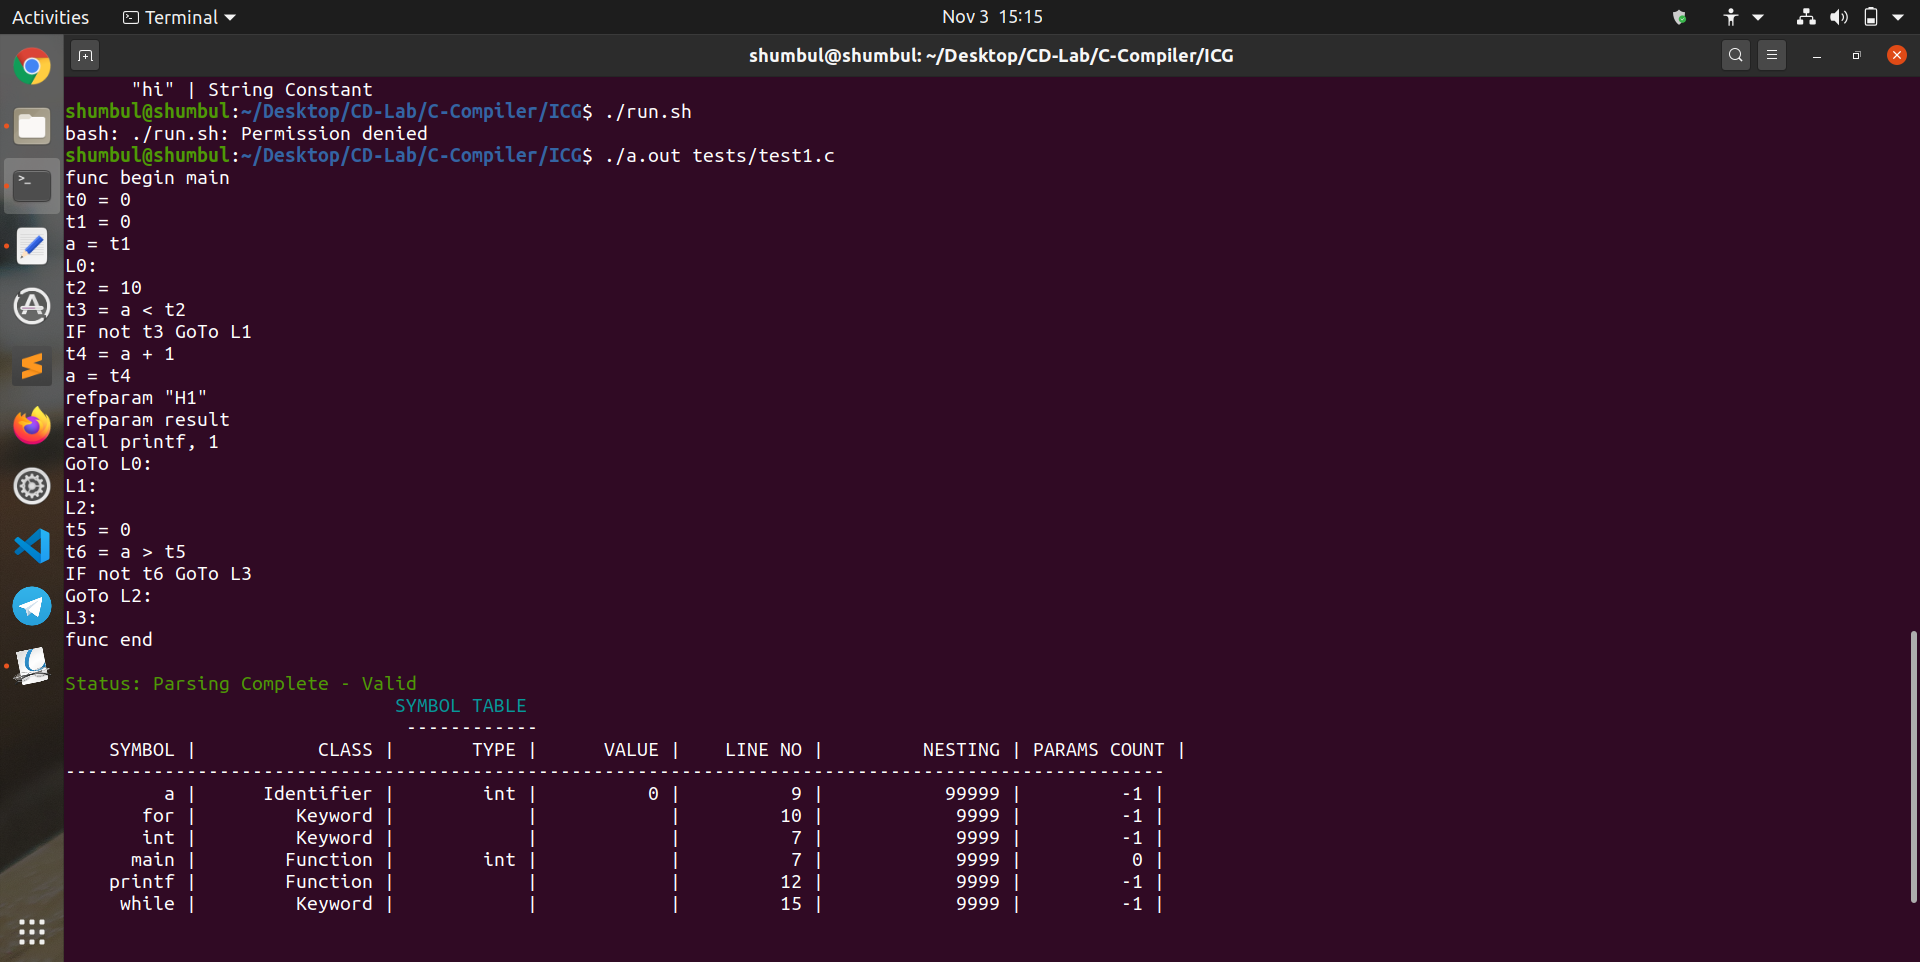 Activities Terminal Nov 3 15:15
shumbul@shumbul: ~/Desktop/CD-Lab/C-Compiler/ICG
"hi" | String Constant
shumbul@shumbul:~/Desktop/CD-Lab/C-Compiler/ICG$ ./run.sh
bash: ./run.sh: Permission denied
shumbul@shumbul:~/Desktop/CD-Lab/C-Compiler/ICG$ ./a.out tests/test1.c
func begin main
t0 = 0
t1 = 0
a = t1
L0:
t2 = 10
t3 = a < t2
IF not t3 GoTo L1
t4 = a + 1
a = t4
refparam "H1"
refparam result
call printf, 1
GoTo L0:
L1:
L2:
t5 = 0
t6 = a > t5
IF not t6 GoTo L3
GoTo L2:
L3:
func end
Status: Parsing Complete - Valid
SYMBOL TABLE
------------
SYMBOL | CLASS | TYPE | VALUE | LINE NO | NESTING | PARAMS COUNT |
----------------------------------------------------------------------------------------------------
a | Identifier | int | 0 | 9 | 99999 | -1 |
for | Keyword | | | 10 | 9999 | -1 |
int | Keyword | | | 7 | 9999 | -1 |
main | Function | int | | 7 | 9999 | 0 |
printf | Function | | | 12 | 9999 | -1 |
while | Keyword | | | 15 | 9999 | -1 |